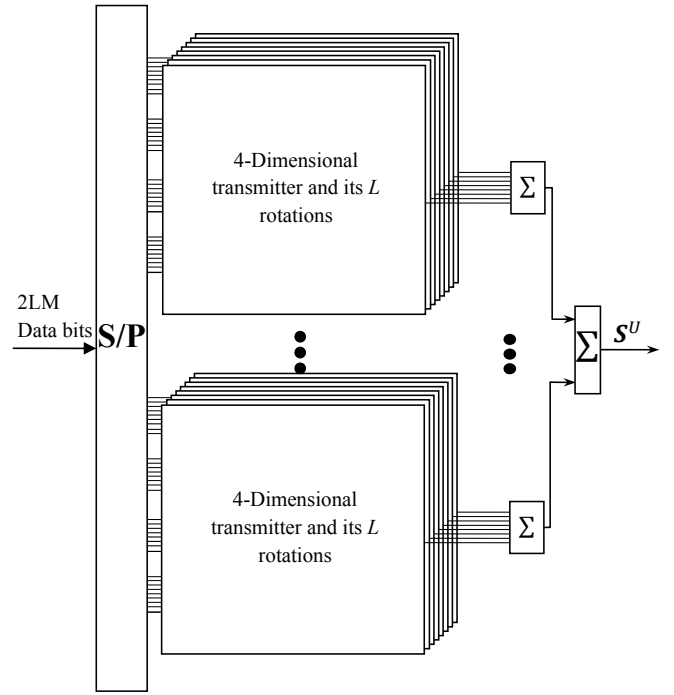 4-Dimensional
transmitter and its L
rotations
Σ
2LM
Data bits
S/P
Σ
S^U
4-Dimensional
transmitter and its L
rotations
Σ